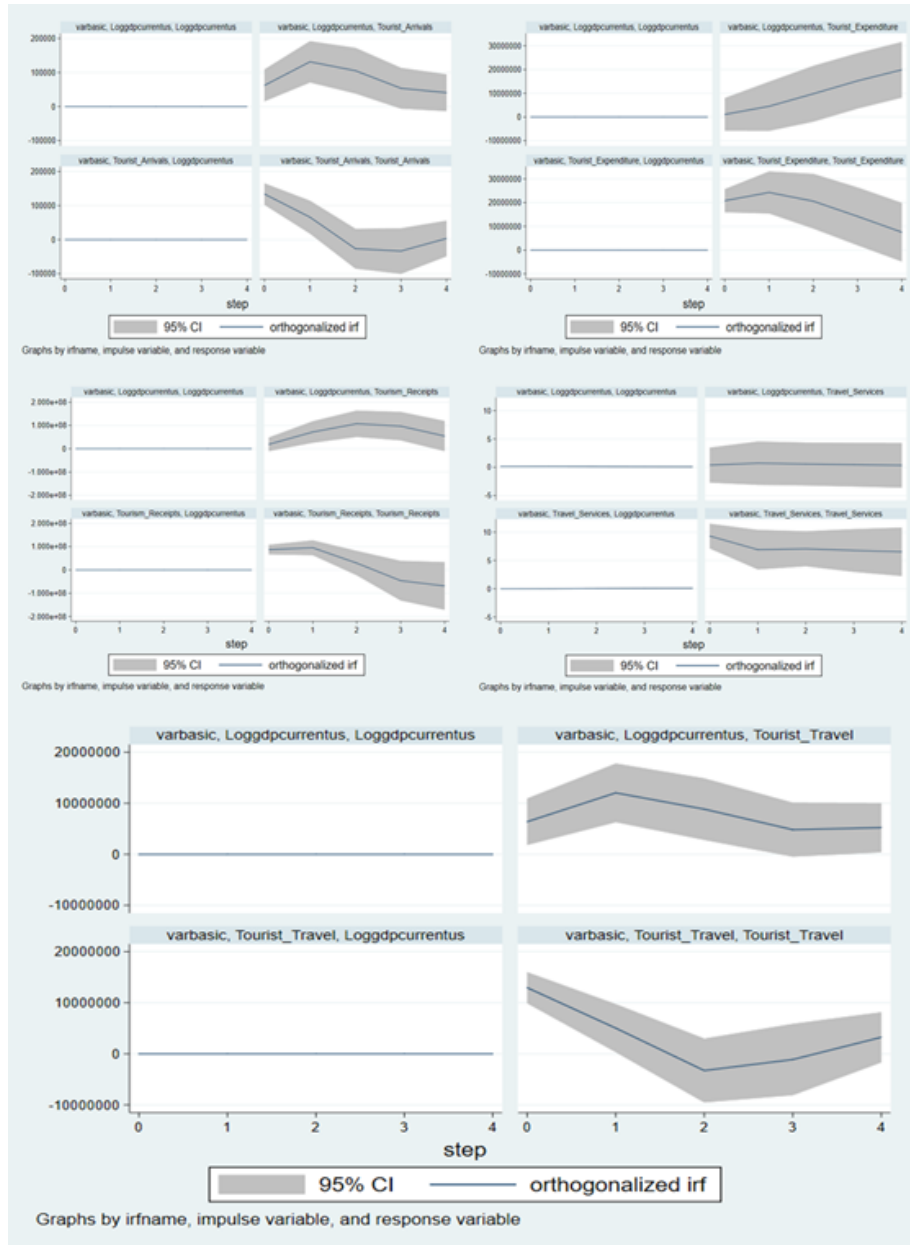 varbasic, Loggdpcurrentus, Loggdpcurrentus
varbasic, Loggdpcurrentus, Tourist_Arrivals
200000
100000
0
-100000
varbasic, Tourist_Arrivals, Loggdpcurrentus
varbasic, Tourist_Arrivals, Tourist_Arrivals
200000
100000
0
-100000
0 1 2 3 4 0 1 2 3 4
step
95% CI orthogonalized irf
Graphs by irfname, impulse variable, and response variable
varbasic, Loggdpcurrentus, Loggdpcurrentus
varbasic, Loggdpcurrentus, Tourist_Expenditure
30000000
20000000
10000000
0
-10000000
varbasic, Tourist_Expenditure, Loggdpcurrentus
varbasic, Tourist_Expenditure, Tourist_Expenditure
30000000
20000000
10000000
0
-10000000
0 1 2 3 4 0 1 2 3 4
step
95% CI orthogonalized irf
Graphs by irfname, impulse variable, and response variable
varbasic, Loggdpcurrentus, Loggdpcurrentus
varbasic, Loggdpcurrentus, Tourism_Receipts
2.000e+08
1.000e+08
0
-1.000e+08
-2.000e+08
varbasic, Tourism_Receipts, Loggdpcurrentus
varbasic, Tourism_Receipts, Tourism_Receipts
2.000e+08
1.000e+08
0
-1.000e+08
-2.000e+08
0 1 2 3 4 0 1 2 3 4
step
95% CI orthogonalized irf
Graphs by irfname, impulse variable, and response variable
varbasic, Loggdpcurrentus, Loggdpcurrentus
varbasic, Loggdpcurrentus, Travel_Services
10
5
0
-5
varbasic, Travel_Services, Loggdpcurrentus
varbasic, Travel_Services, Travel_Services
10
5
0
-5
0 1 2 3 4 0 1 2 3 4
step
95% CI orthogonalized irf
Graphs by irfname, impulse variable, and response variable
varbasic, Loggdpcurrentus, Loggdpcurrentus
varbasic, Loggdpcurrentus, Tourist_Travel
20000000
10000000
0
-10000000
varbasic, Tourist_Travel, Loggdpcurrentus
varbasic, Tourist_Travel, Tourist_Travel
20000000
10000000
0
-10000000
0 1 2 3 4 0 1 2 3 4
step
95% CI orthogonalized irf
Graphs by irfname, impulse variable, and response variable